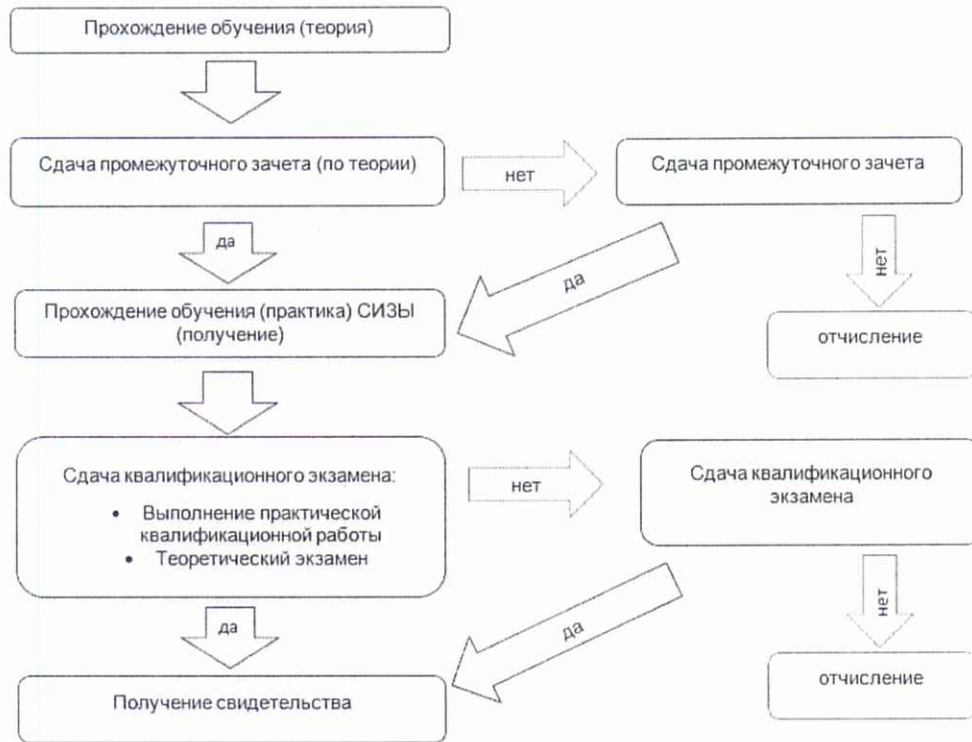 Прохождение обучения (теория)
Сдача промежуточного зачета (по теории)
нет
Сдача промежуточного зачета
да
да
нет
Прохождение обучения (практика) СИЗЫ
(получение)
отчисление
Сдача квалификационного экзамена:
• Выполнение практической
квалификационной работы
• Теоретический экзамен
нет
Сдача квалификационного
экзамена
да
да
нет
Получение свидетельства
отчисление